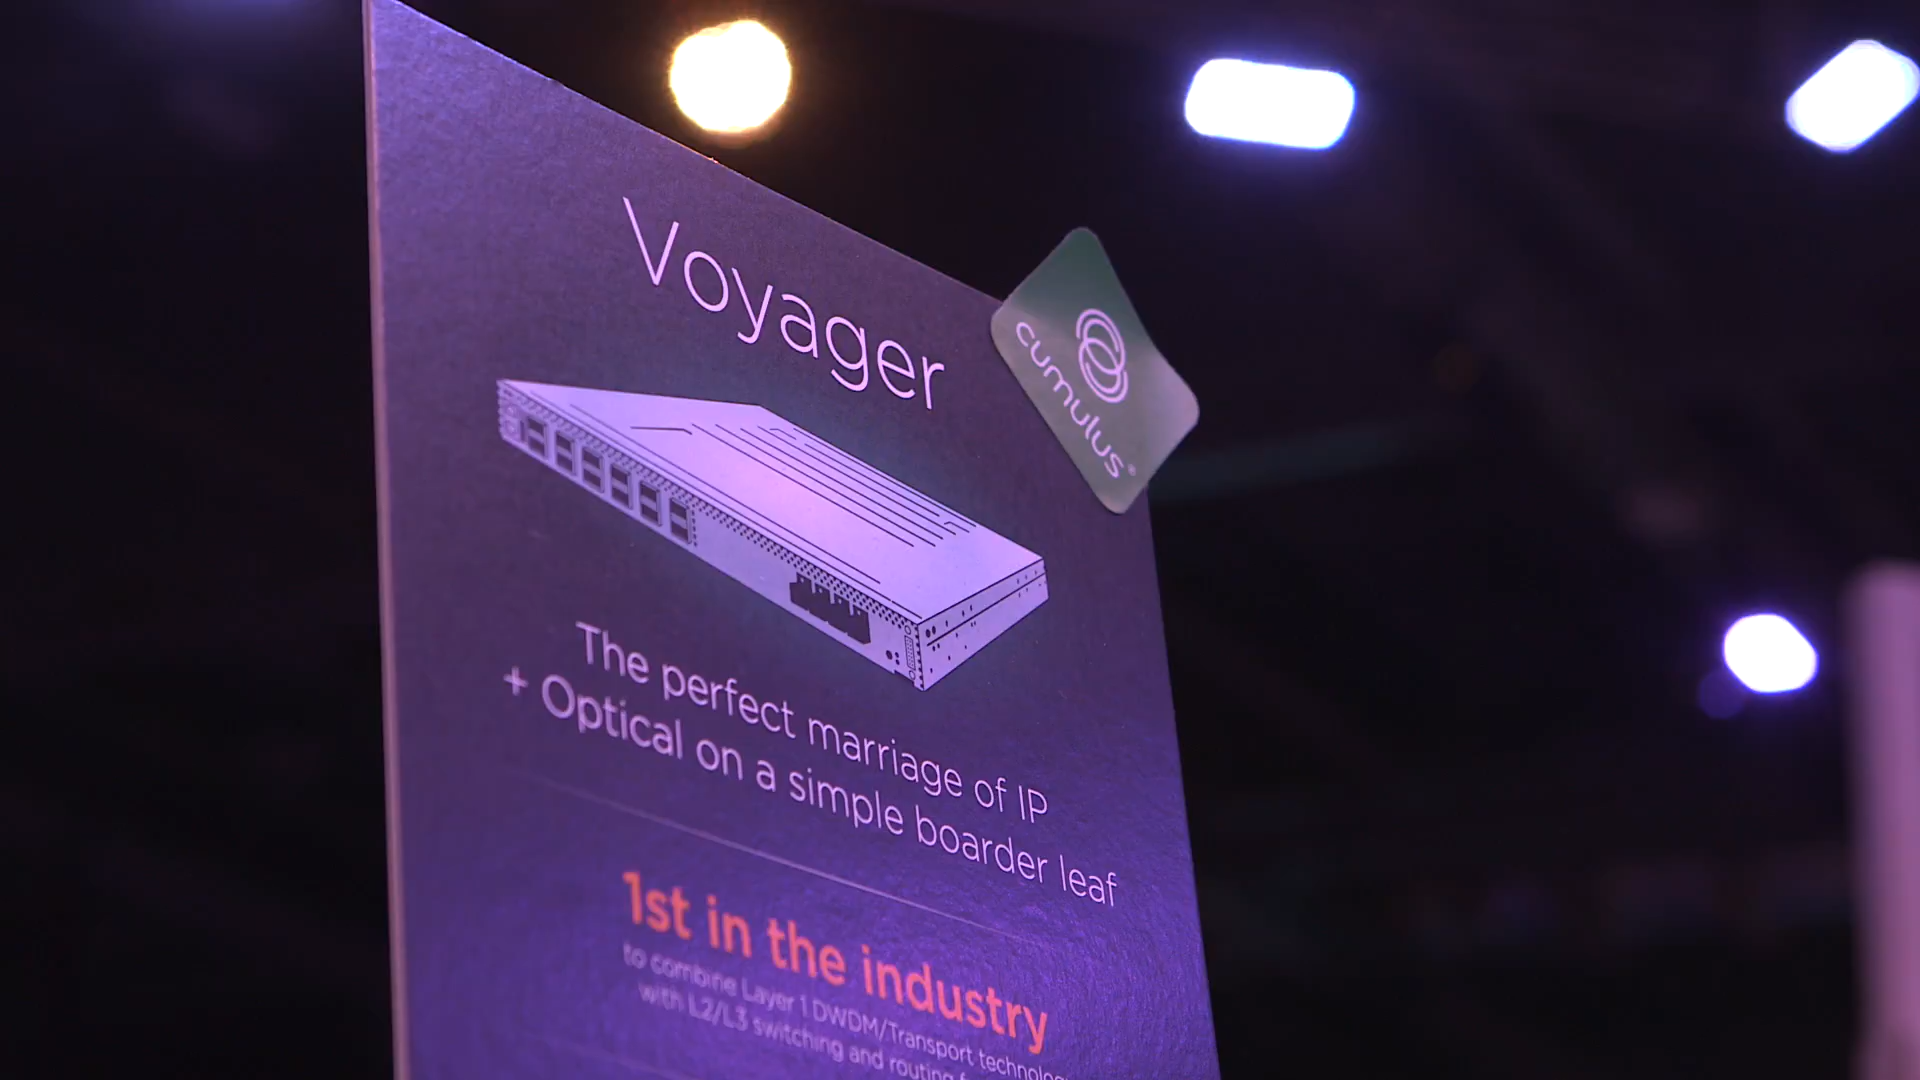 Voyager
cumulus®
The perfect marriage of IP
+ Optical on a simple boarder leaf
1st in the industry
to combine Layer 1 DWDM/Transport
with L2/L3 switching and routing